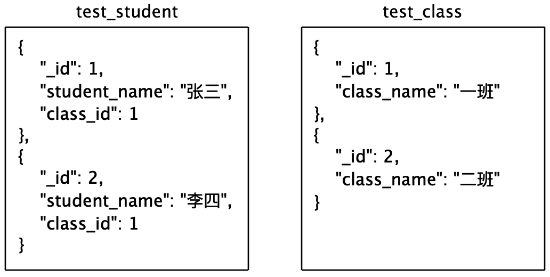 test_student
{
"_id": 1,
"student_name": "张三",
"class_id": 1
},
{
"_id": 2,
"student_name": "李四",
"class_id": 1
}
test_class
{
"_id": 1,
"class_name": "一班"
},
{
"_id": 2,
"class_name": "二班"
}